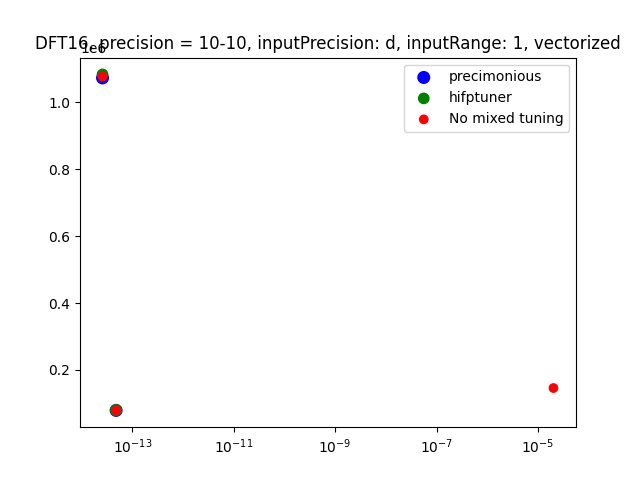 DFT16, precision = 10-10, inputPrecision: d, inputRange: 1, vectorized
1e6
precimonious
hifptuner
No mixed tuning
1.0
0.8
0.6
0.4
0.2
10⁻¹³ 10⁻¹¹ 10⁻⁹ 10⁻⁷ 10⁻⁵